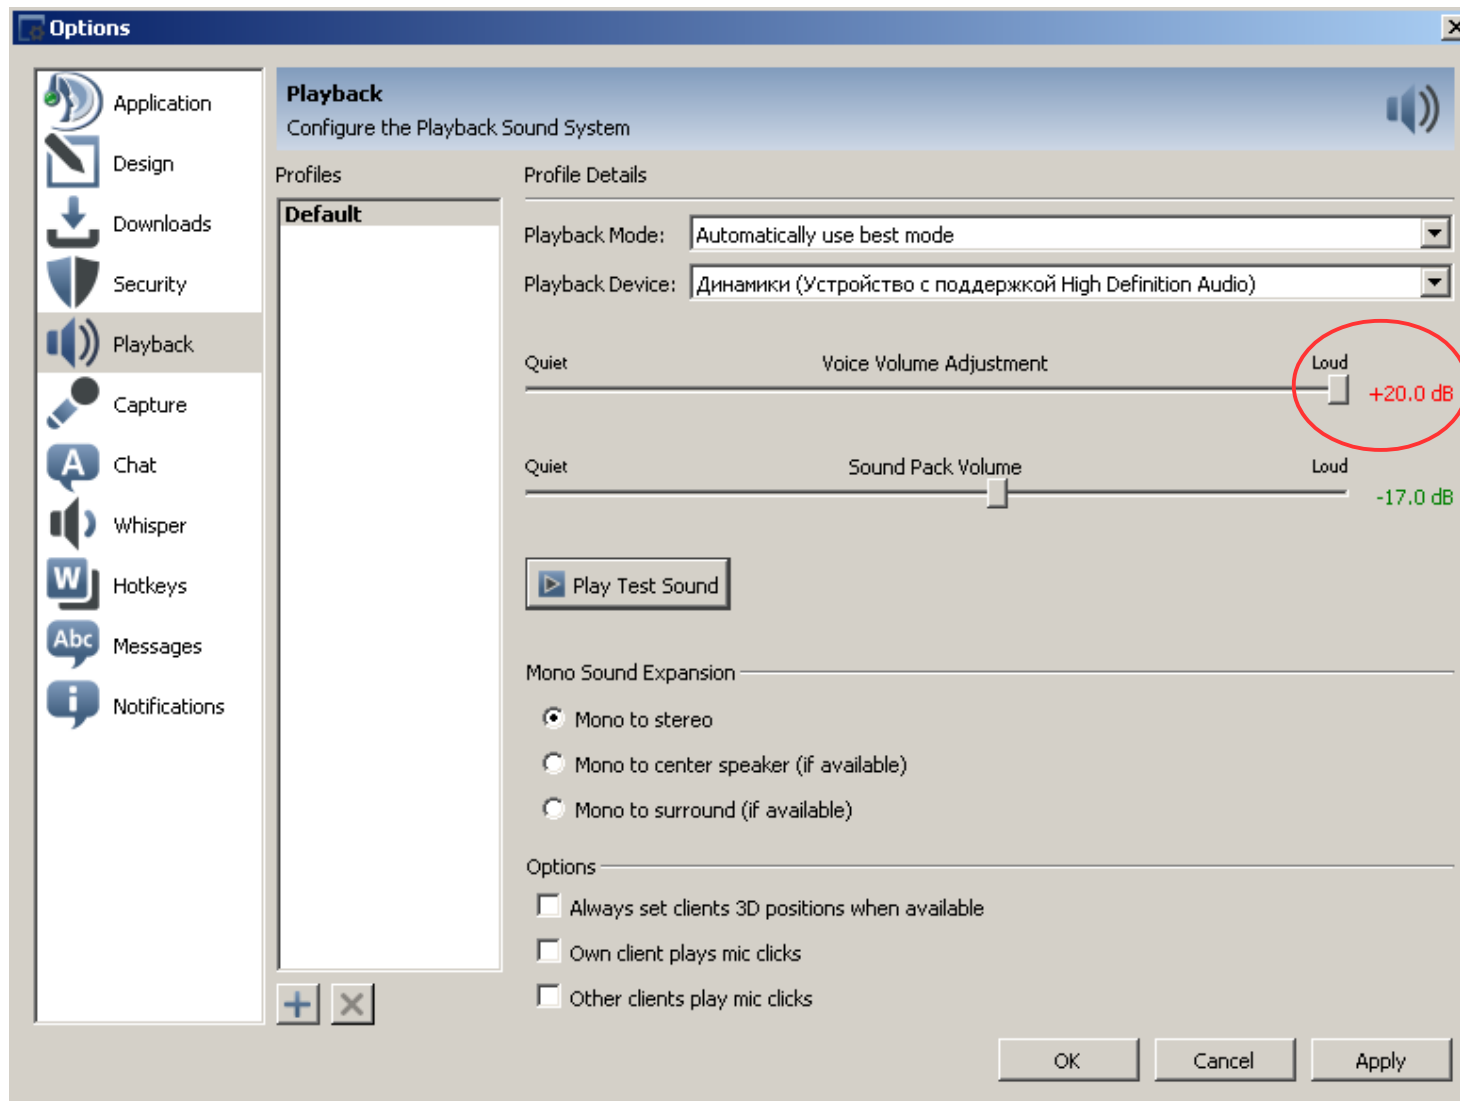 Options
Application
Design
Downloads
Security
Playback
Capture
Chat
Whisper
Hotkeys
Messages
Notifications
Playback
Configure the Playback Sound System
Profiles
Default
Profile Details
Playback Mode: Automatically use best mode
Playback Device: Динамики (Устройство с поддержкой High Definition Audio)
Quiet Voice Volume Adjustment Loud
+20.0 dB
Quiet Sound Pack Volume Loud
-17.0 dB
Play Test Sound
Mono Sound Expansion
Mono to stereo
Mono to center speaker (if available)
Mono to surround (if available)
Options
Always set clients 3D positions when available
Own client plays mic clicks
Other clients play mic clicks
OK Cancel Apply